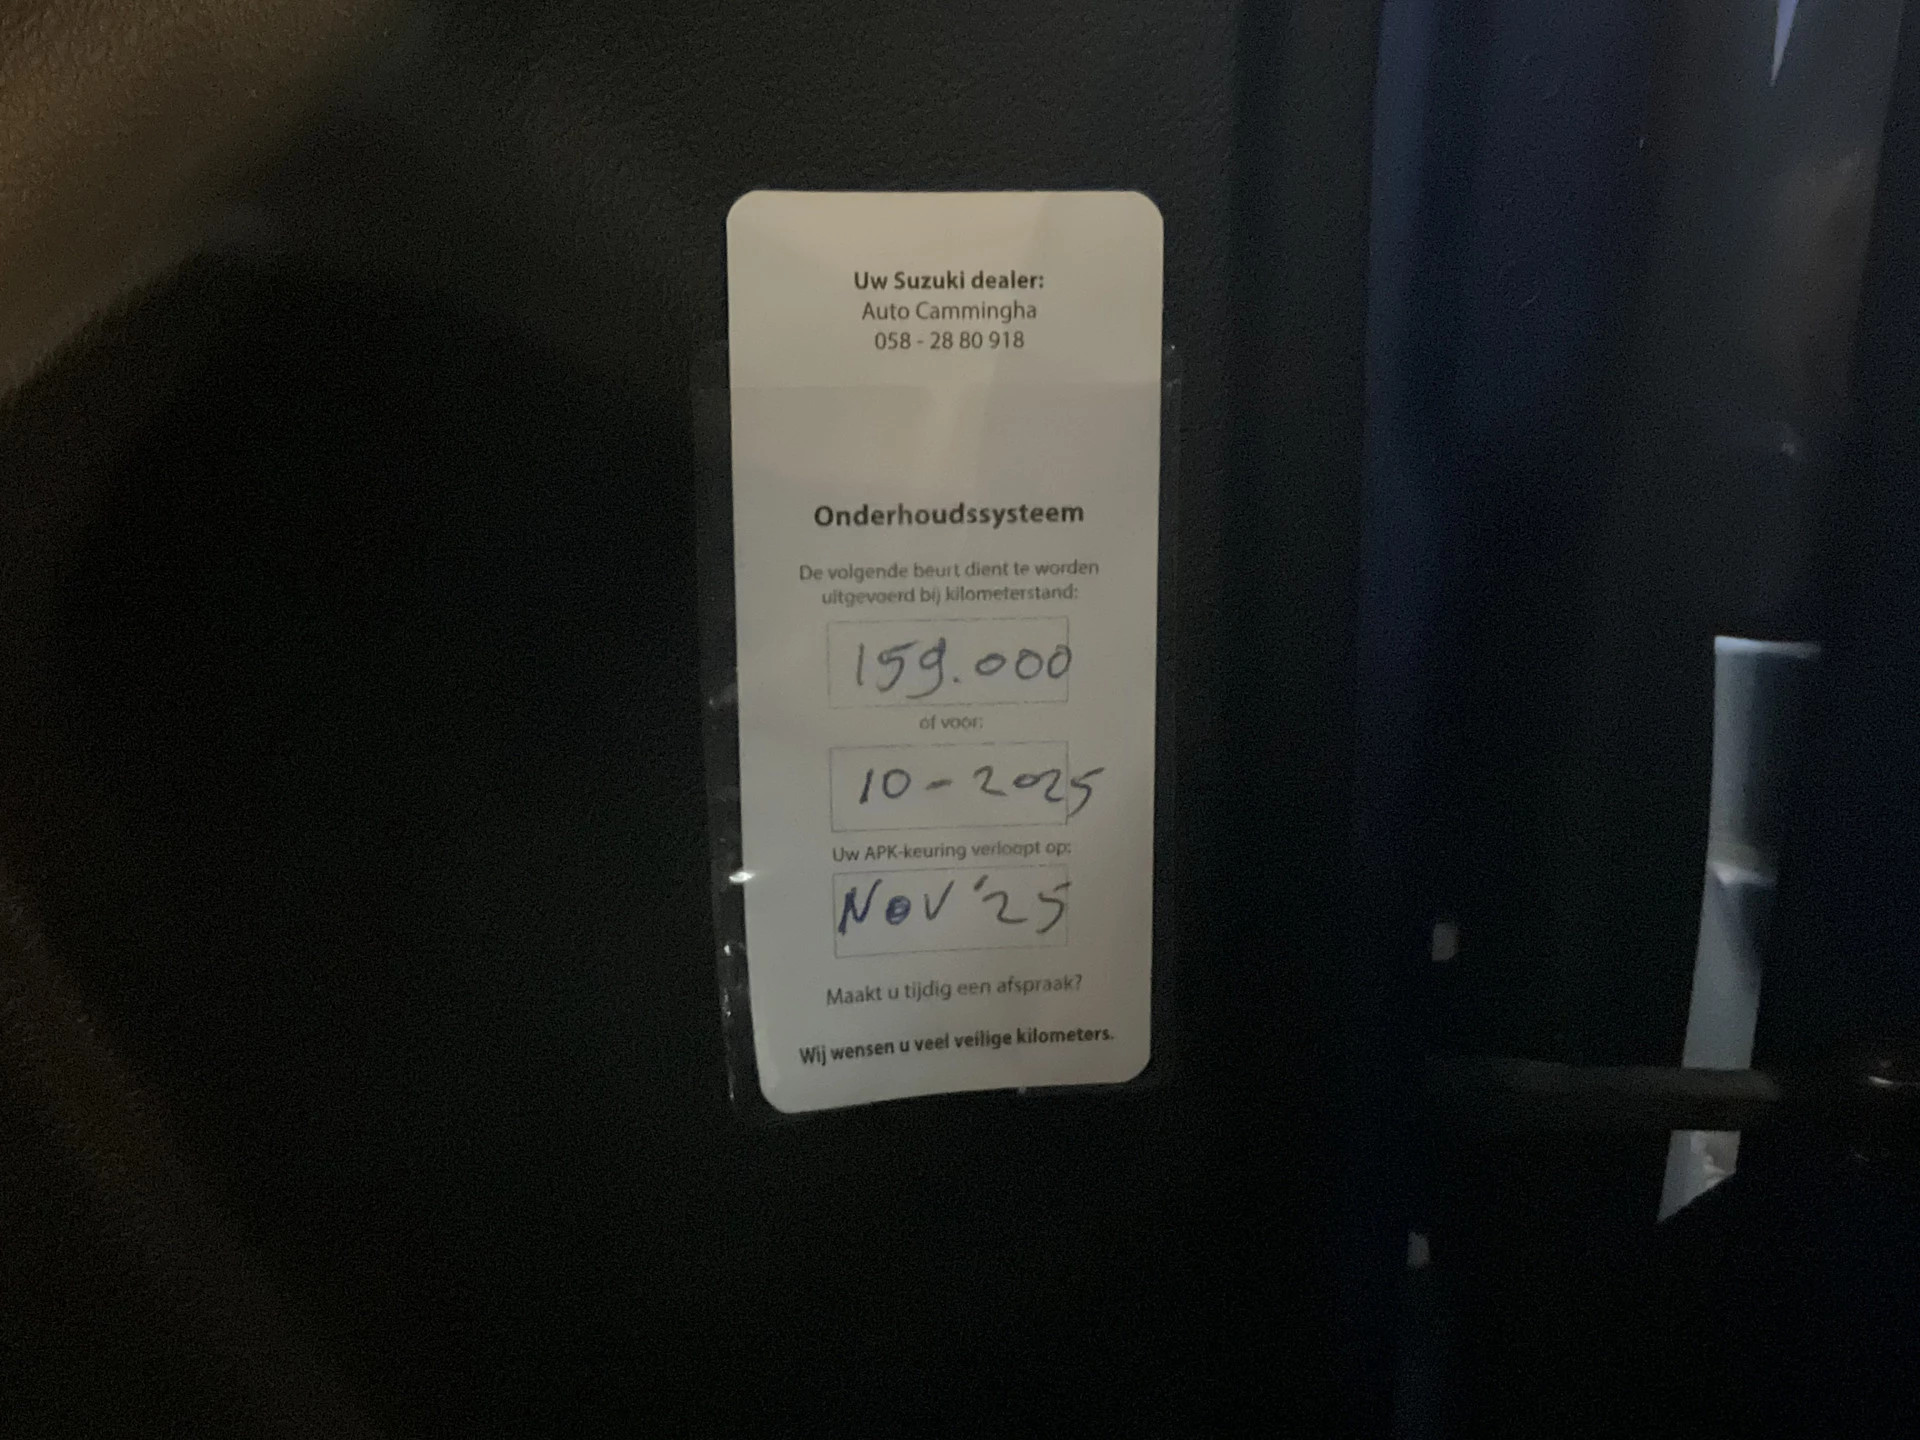 Uw Suzuki dealer:
Auto Cammingha
058 - 28 80 918
Onderhoudssysteem
De volgende beurt dient te worden
uitgevoerd bij kilometerstand:
159.000
of voor:
10 - 2025
Uw APK-keuring verloopt op:
Nov '25
Maakt u tijdig een afspraak?
Wij wensen u veel veilige kilometers.